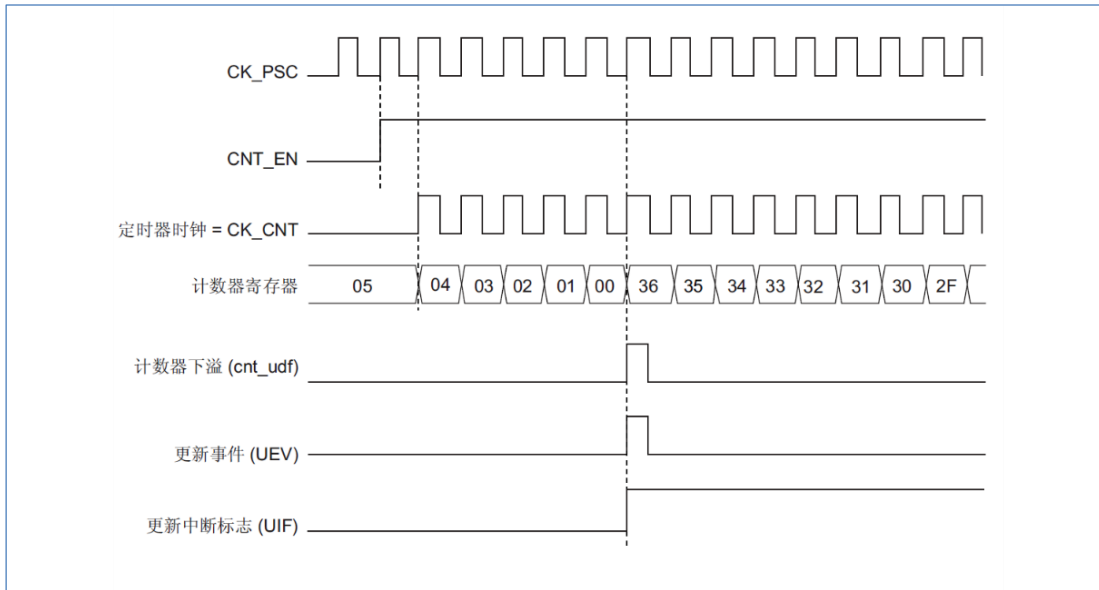 CK_PSC
CNT_EN
定时器时钟 = CK_CNT
计数器寄存器 05 04 03 02 01 00 36 35 34 33 32 31 30 2F
计数器下溢 (cnt_udf)
更新事件 (UEV)
更新中断标志 (UIF)